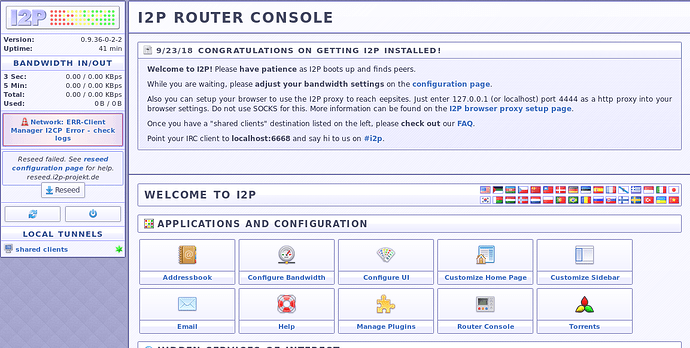 I2P
Version: 0.9.36-0-2-2
Uptime: 41 min
BANDWIDTH IN/OUT
3 Sec: 0.00 / 0.00 KBps
5 Min: 0.00 / 0.00 KBps
Total: 0.00 / 0.00 KBps
Used: 0 B / 0 B
Network: ERR-Client
Manager I2CP Error - check
logs
Reseed failed. See reseed
configuration page for help.
reseed.i2p-projekt.de
Reseed
LOCAL TUNNELS
shared clients
I2P ROUTER CONSOLE
9/23/18 CONGRATULATIONS ON GETTING I2P INSTALLED!
Welcome to I2P! Please have patience as I2P boots up and finds peers.
While you are waiting, please adjust your bandwidth settings on the configuration page.
Also you can setup your browser to use the I2P proxy to reach eepsites. Just enter 127.0.0.1 (or localhost) port 4444 as a http proxy into your
browser settings. Do not use SOCKS for this. More information can be found on the I2P browser proxy setup page.
Once you have a "shared clients" destination listed on the left, please check out our FAQ.
Point your IRC client to localhost:6668 and say hi to us on #i2p.
WELCOME TO I2P
APPLICATIONS AND CONFIGURATION
Addressbook
Configure Bandwidth
Configure UI
Customize Home Page
Customize Sidebar
Email
Help
Manage Plugins
Router Console
Torrents